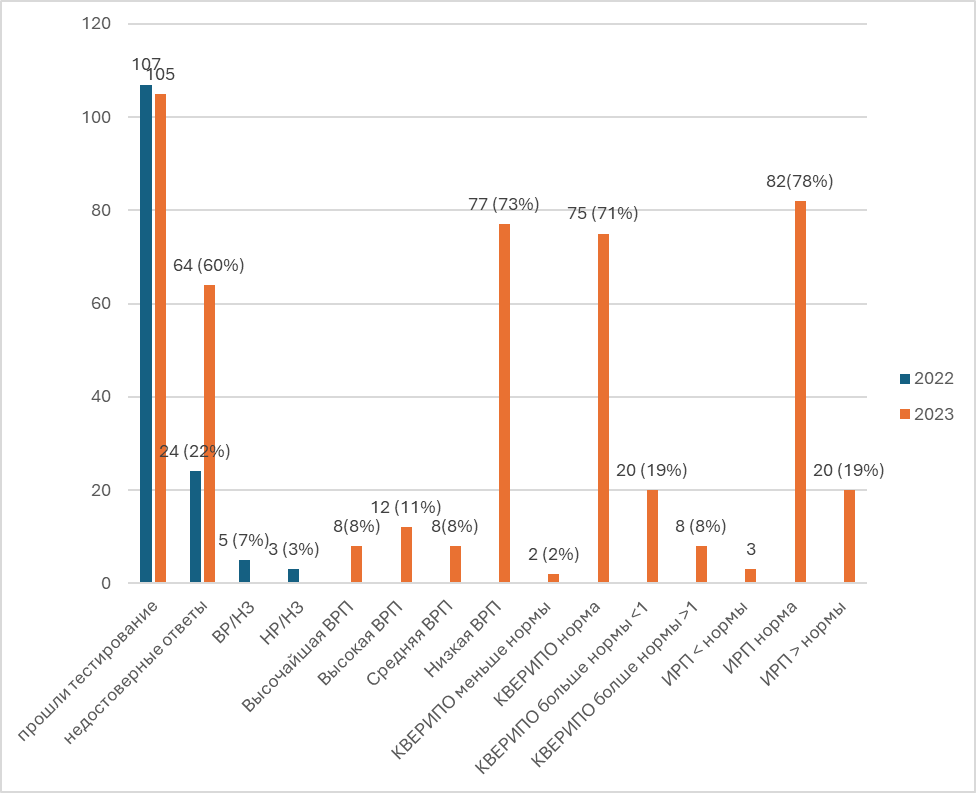 120
100
80
60
40
20
0
107
105
24 (22%)
64 (60%)
5 (7%)
3 (3%)
8(8%)
12 (11%)
8(8%)
77 (73%)
2 (2%)
75 (71%)
20 (19%)
8 (8%)
3
82(78%)
20 (19%)
прошли тестирование
недостоверные ответы
ВР/НЗ
НР/НЗ
Высочайшая ВРП
Высокая ВРП
Средняя ВРП
Низкая ВРП
КВЕРИПО меньше нормы
КВЕРИПО норма
КВЕРИПО больше нормы <1
КВЕРИПО болше нормы >1
ИРП < нормы
ИРП норма
ИРП > нормы
2022
2023